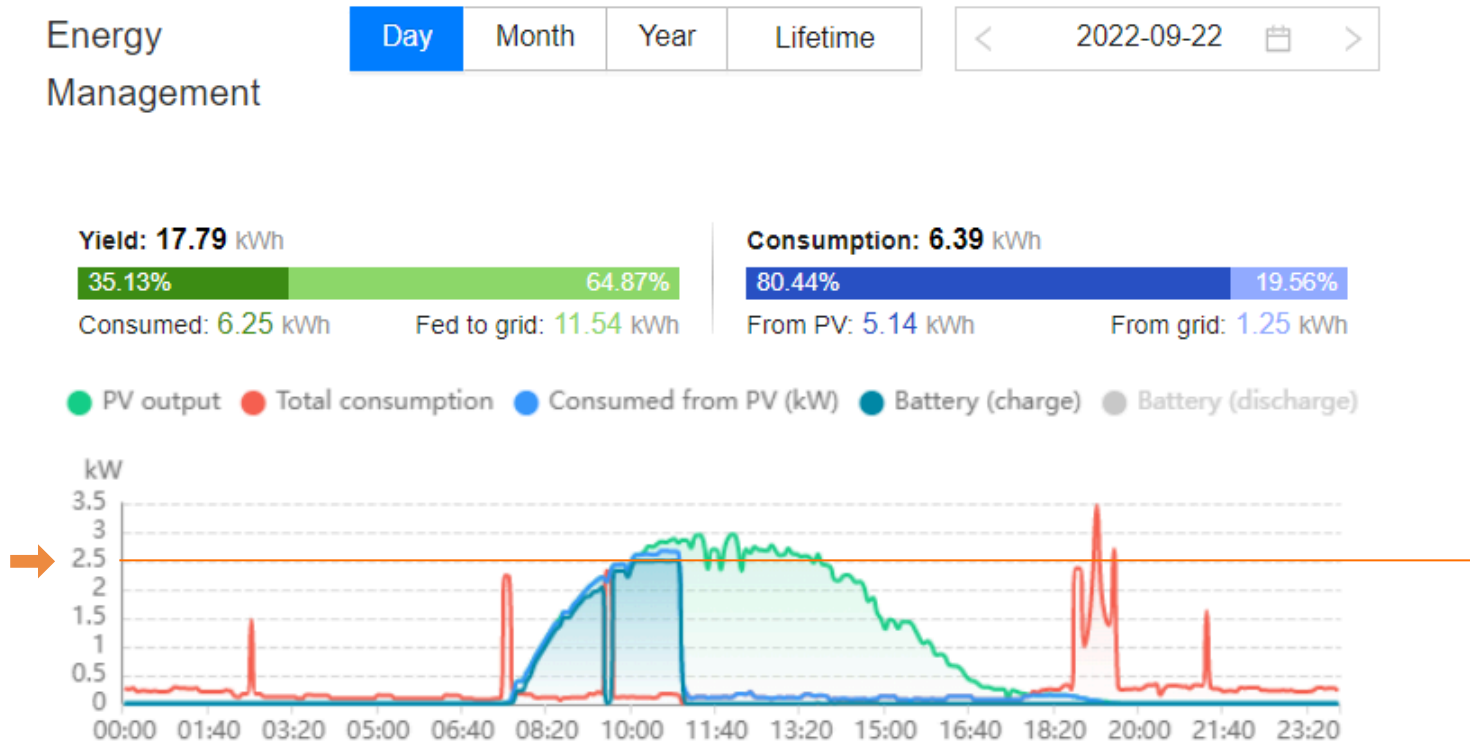 Energy Management
Day Month Year Lifetime
< 2022-09-22 >
Yield: 17.79 kWh
35.13% 64.87%
Consumed: 6.25 kWh Fed to grid: 11.54 kWh
Consumption: 6.39 kWh
80.44% 19.56%
From PV: 5.14 kWh From grid: 1.25 kWh
PV output Total consumption Consumed from PV (kW) Battery (charge) Battery (discharge)
kW
3.5
3
2.5
2
1.5
1
0.5
0
00:00 01:40 03:20 05:00 06:40 08:20 10:00 11:40 13:20 15:00 16:40 18:20 20:00 21:40 23:20